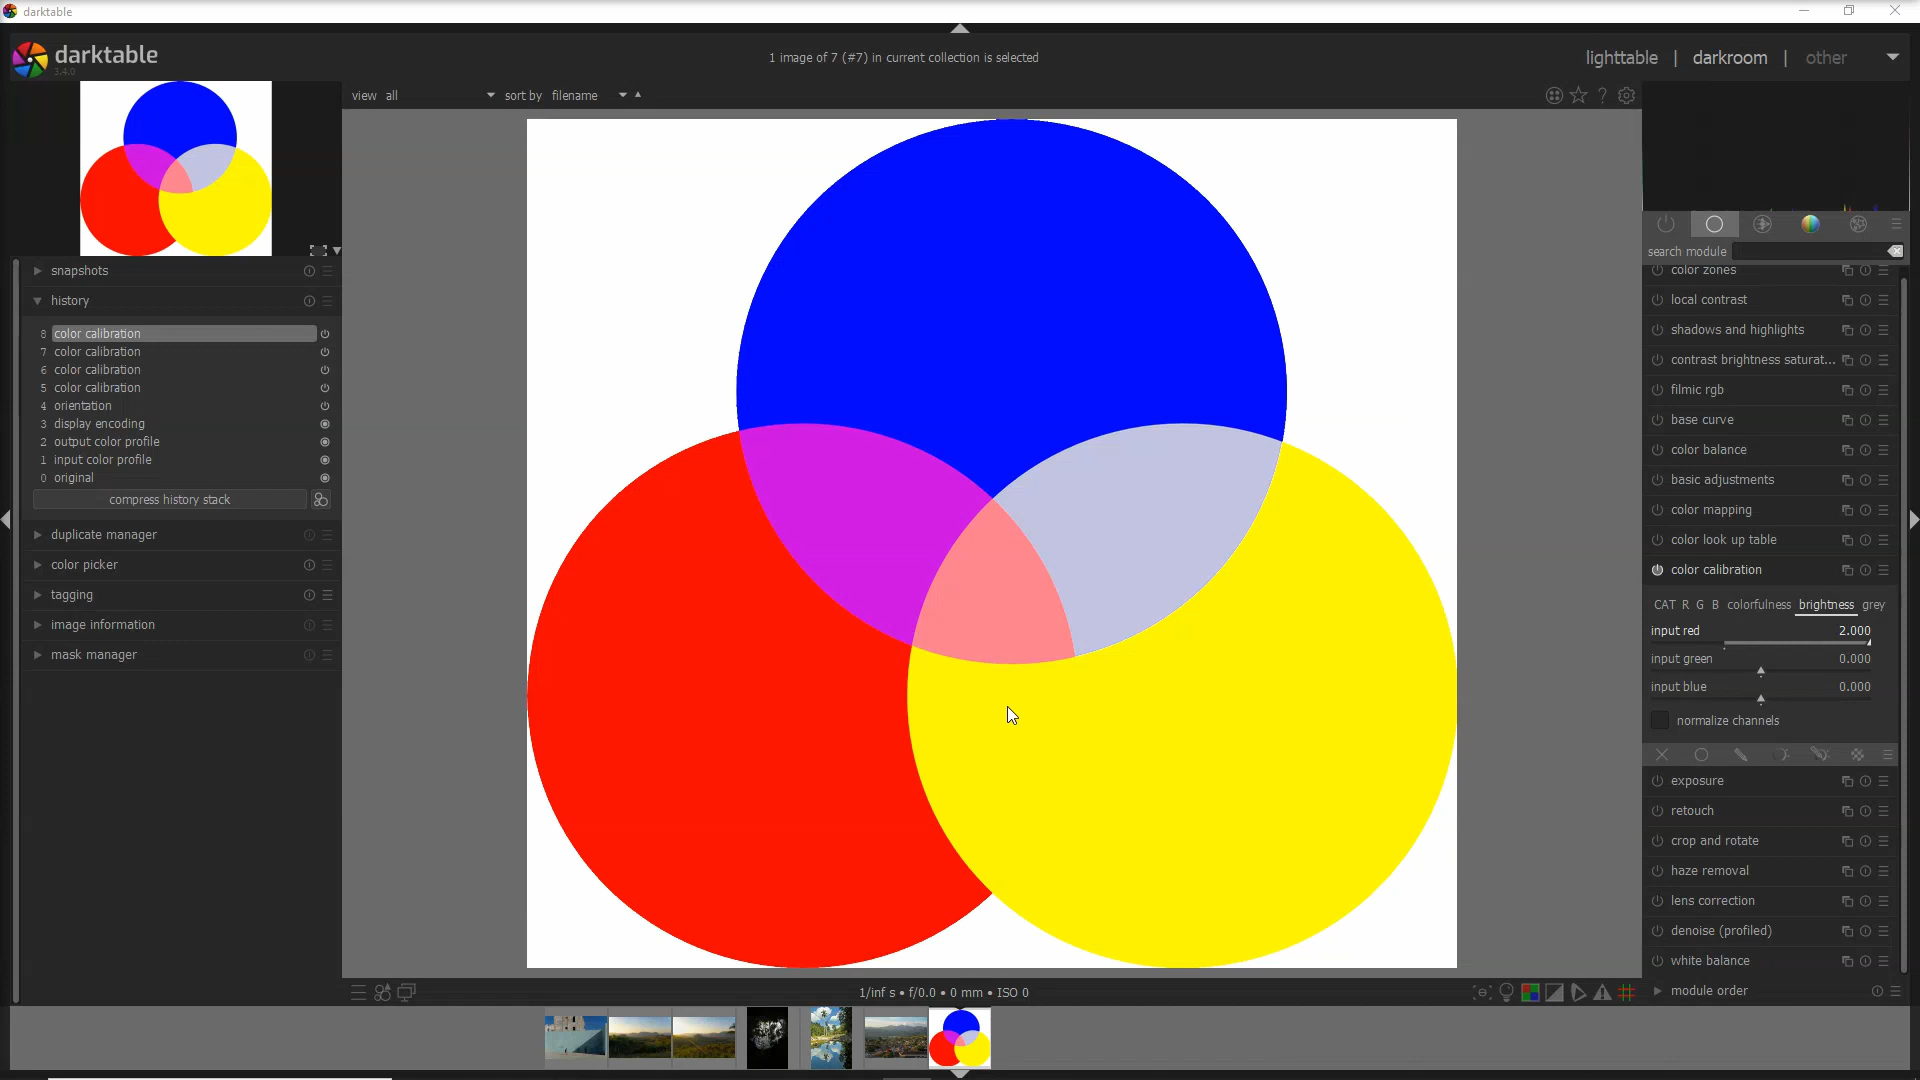 darktable
darktable
3.4.0
1 image of 7 (#7) in current collection is selected
lighttable | darkroom | other
view all sort by filename
snapshots
history
8 color calibration
7 color calibration
6 color calibration
5 color calibration
4 orientation
3 display encoding
2 output color profile
1 input color profile
0 original
compress history stack
duplicate manager
color picker
tagging
image information
mask manager
1/inf s • f/0.0 • 0 mm • ISO 0
search module
color zones
local contrast
shadows and highlights
contrast brightness saturat...
filmic rgb
base curve
color balance
basic adjustments
color mapping
color look up table
color calibration
CAT R G B colorfulness brightness grey
input red 2.000
input green 0.000
input blue 0.000
normalize channels
exposure
retouch
crop and rotate
haze removal
lens correction
denoise (profiled)
white balance
module order